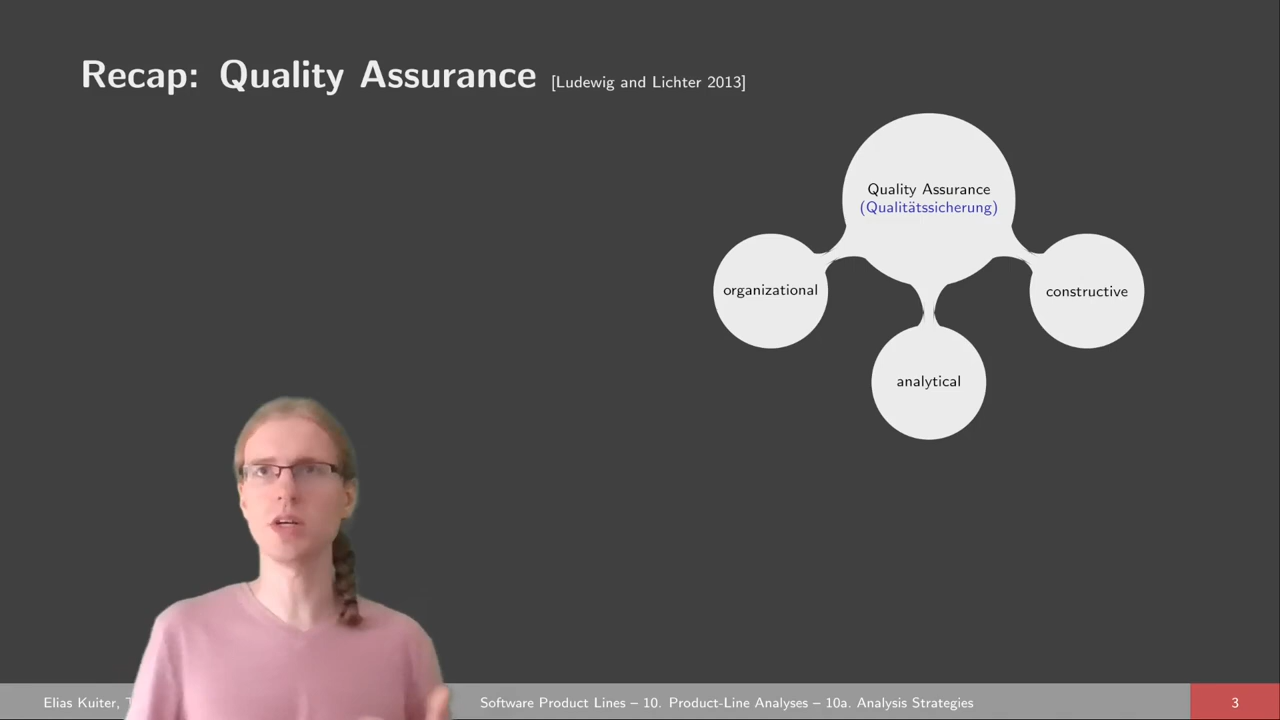 Recap: Quality Assurance [Ludewig and Lichter 2013]
Quality Assurance
(Qualitätssicherung)
organizational
constructive
analytical
Elias Kuiter,
Software Product Lines – 10. Product-Line Analyses – 10a. Analysis Strategies
3